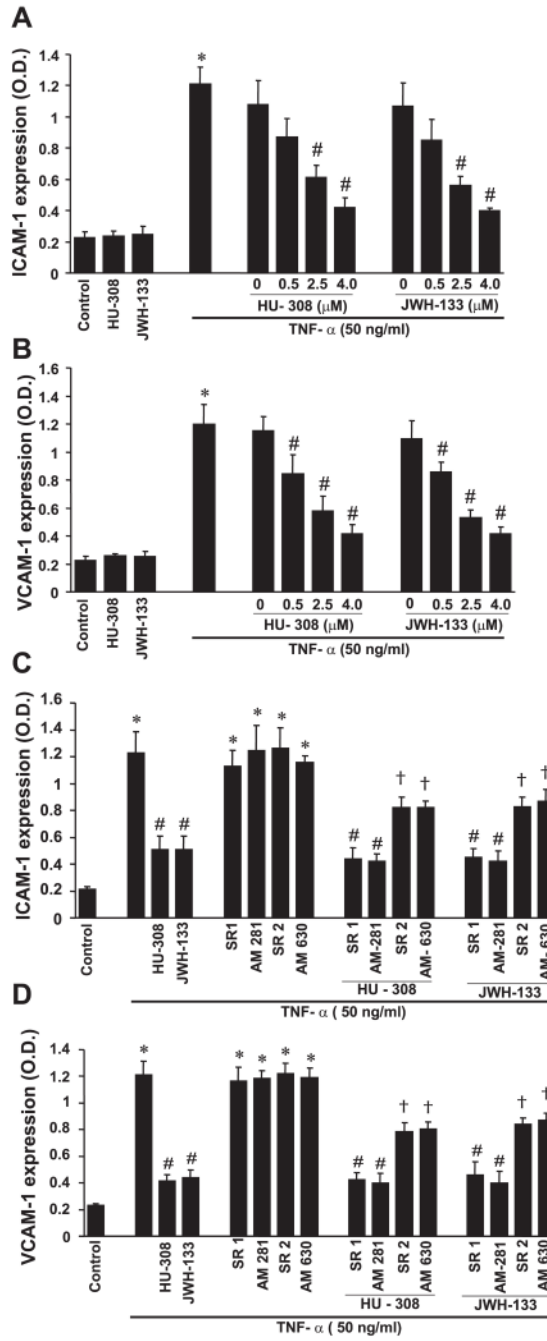 A
ICAM-1 expression (O.D.)
1.4
1.2
1
0.8
0.6
0.4
0.2
0
*
#
#
#
#
Control
HU-308
JWH-133
0 0.5 2.5 4.0 0 0.5 2.5 4.0
HU- 308 (μM) JWH-133 (μM)
TNF- α (50 ng/ml)
B
VCAM-1 expression (O.D.)
1.6
1.4
1.2
1
0.8
0.6
0.4
0.2
0
*
#
#
#
#
#
#
Control
HU-308
JWH-133
0 0.5 2.5 4.0 0 0.5 2.5 4.0
HU- 308 (μM) JWH-133 (μM)
TNF- α (50 ng/ml)
C
ICAM-1 expression (O.D.)
1.6
1.4
1.2
1
0.8
0.6
0.4
0.2
0
* # # * * * * # # † † # # † †
Control
HU-308
JWH-133
SR1
AM 281
SR 2
AM 630
SR 1
AM-281
SR 2
AM- 630
SR 1
AM-281
SR 2
AM- 630
HU - 308 JWH-133
TNF- α ( 50 ng/ml)
D
VCAM-1 expression (O.D.)
1.4
1.2
1
0.8
0.6
0.4
0.2
0
* # # * * * * # # † † # # † †
Control
HU-308
JWH-133
SR 1
AM 281
SR 2
AM 630
SR 1
AM 281
SR 2
AM 630
SR 1
AM-281
SR 2
AM 630
HU - 308 JWH-133
TNF- α ( 50 ng/ml)